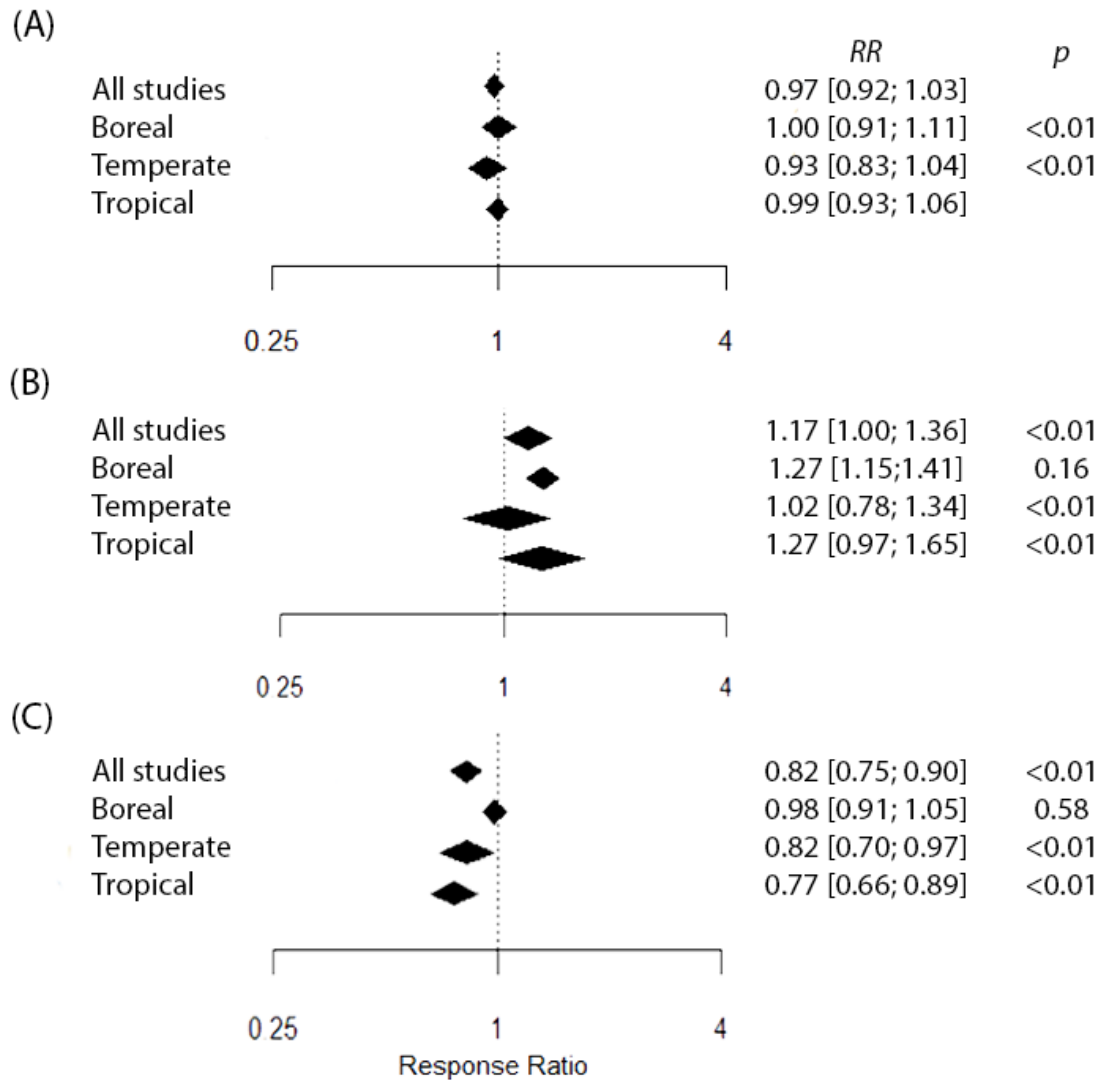 (A)
RR p
All studies 0.97 [0.92; 1.03]
Boreal 1.00 [0.91; 1.11] <0.01
Temperate 0.93 [0.83; 1.04] <0.01
Tropical 0.99 [0.93; 1.06]
0.25 1 4
(B)
All studies 1.17 [1.00; 1.36] <0.01
Boreal 1.27 [1.15;1.41] 0.16
Temperate 1.02 [0.78; 1.34] <0.01
Tropical 1.27 [0.97; 1.65] <0.01
0 25 1 4
(C)
All studies 0.82 [0.75; 0.90] <0.01
Boreal 0.98 [0.91; 1.05] 0.58
Temperate 0.82 [0.70; 0.97] <0.01
Tropical 0.77 [0.66; 0.89] <0.01
0 25 1 4
Response Ratio